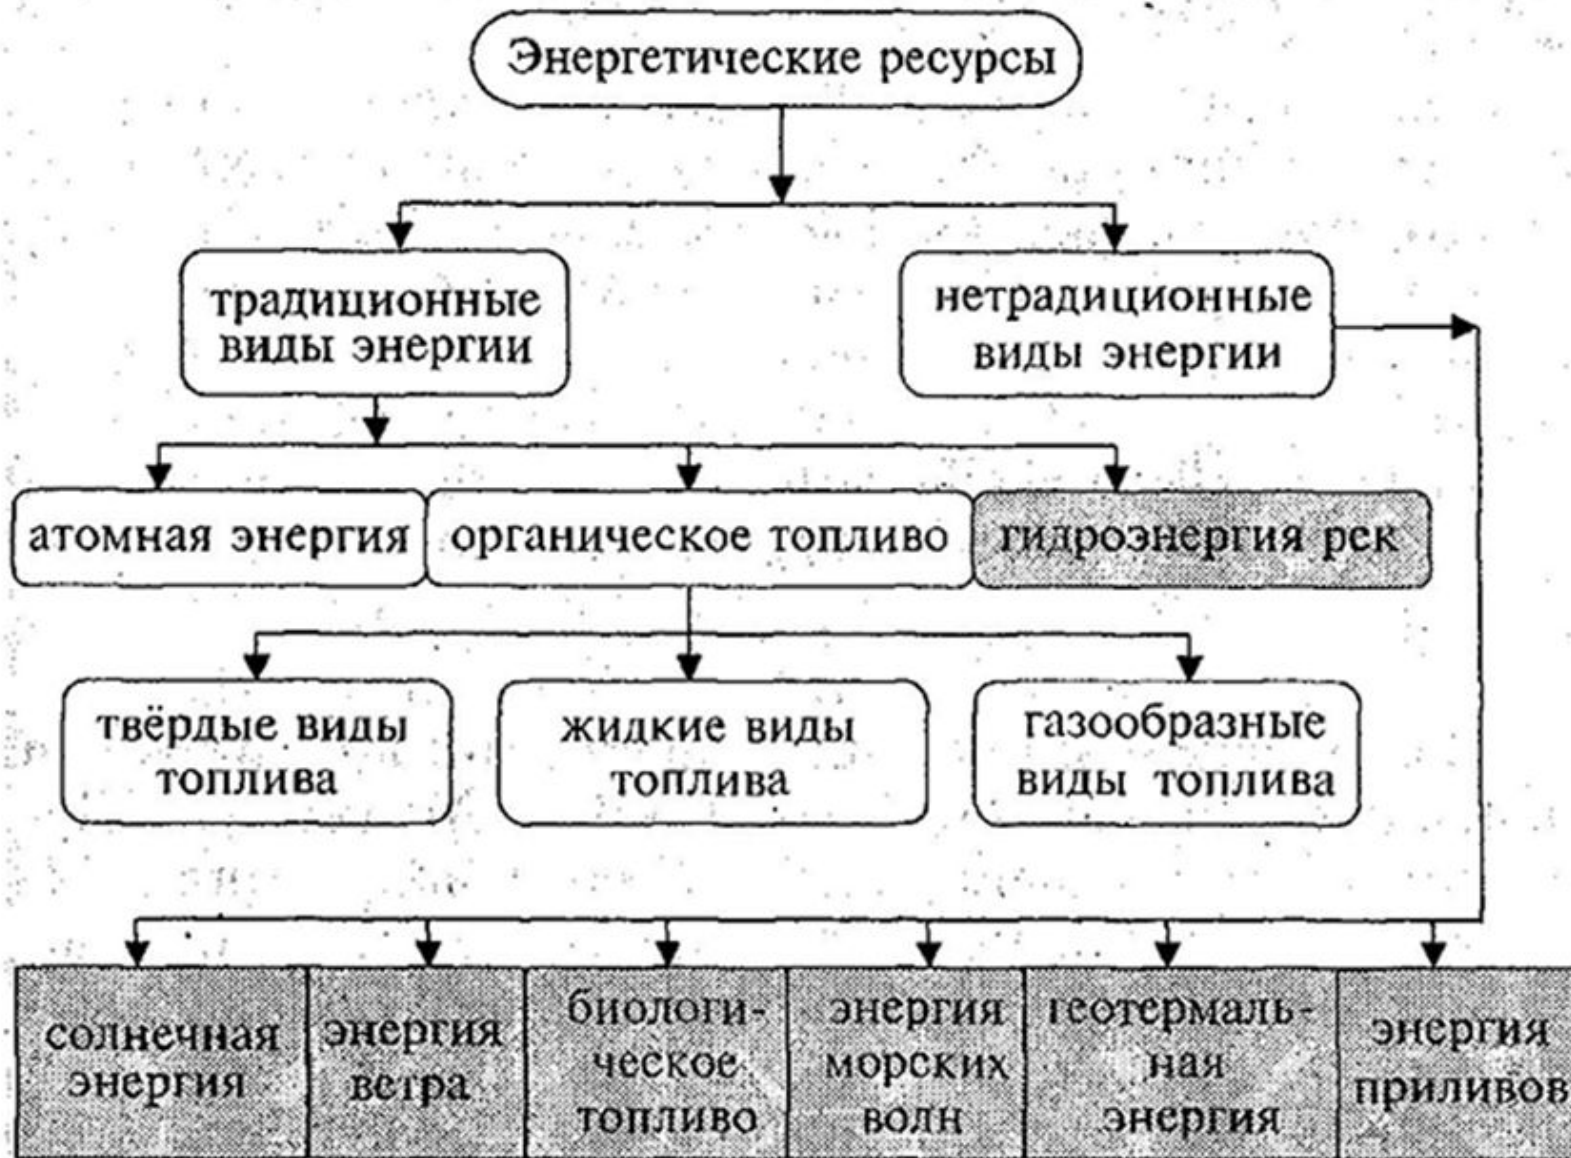 Энергетические ресурсы
традиционные
виды энергии
нетрадиционные
виды энергии
атомная энергия
органическое топливо
гидроэнергия рек
твёрдые виды
топлива
жидкие виды
топлива
газообразные
виды топлива
солнечная
энергия
энергия
ветра
биологи-
ческое
топливо
энергия
морских
волн
геотермаль-
ная
энергия
энергия
приливов